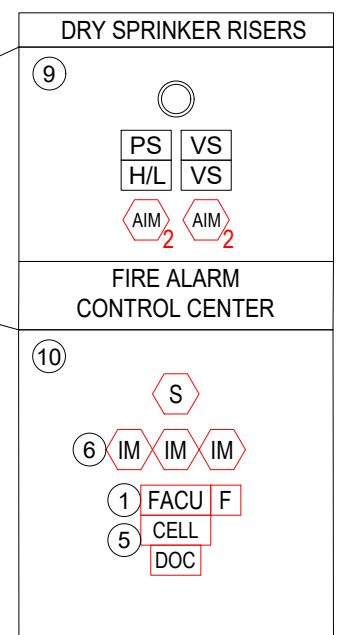 DRY SPRINKER RISERS
9
PS VS
H/L VS
AIM 2 AIM 2
FIRE ALARM
CONTROL CENTER
10
S
6 IM IM IM
1 FACU F
5 CELL
DOC